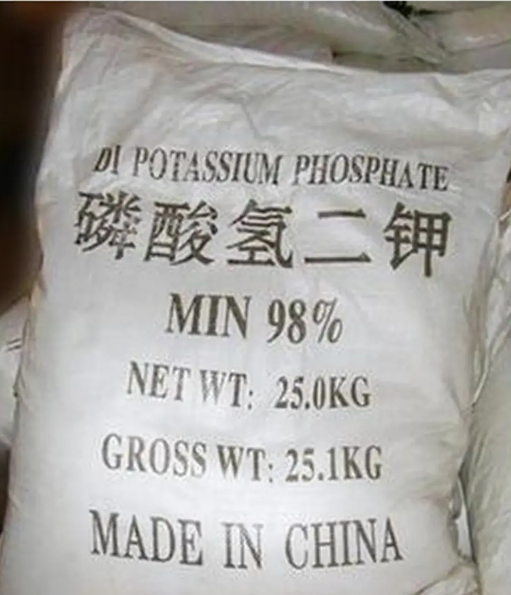 DI POTASSIUM PHOSPHATE
磷酸氢二钾
MIN 98%
NET WT: 25.0KG
GROSS WT: 25.1KG
MADE IN CHINA